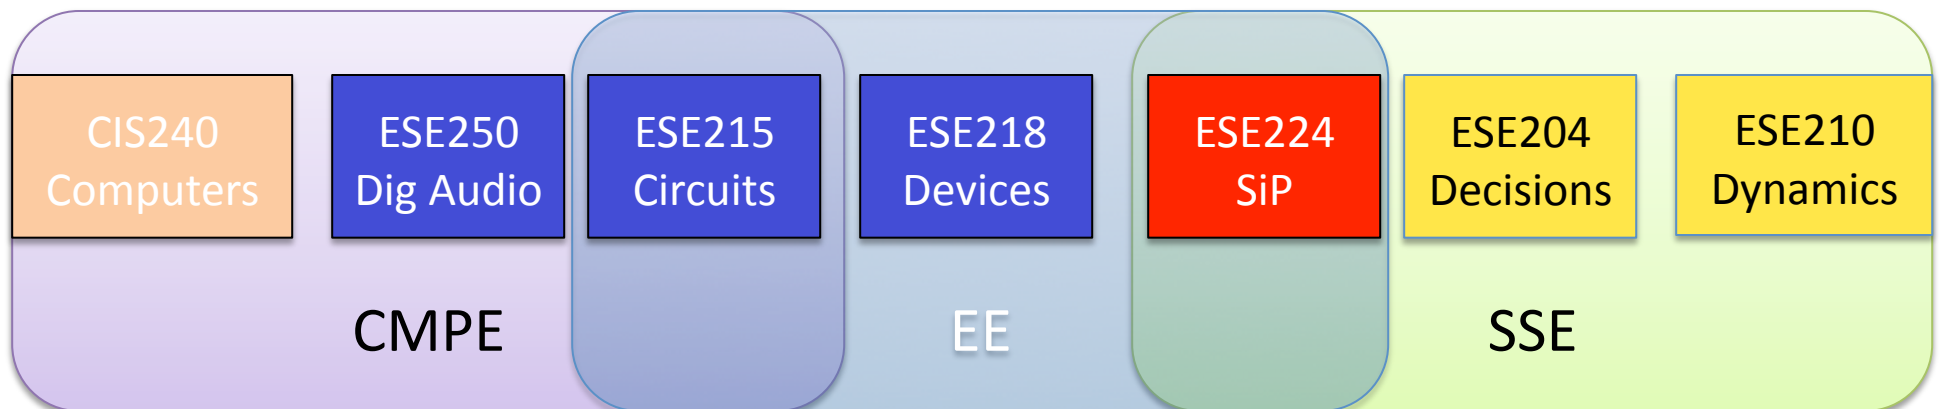 CIS240
Computers
ESE250
Dig Audio
ESE215
Circuits
ESE218
Devices
ESE224
SiP
ESE204
Decisions
ESE210
Dynamics
CMPE
EE
SSE